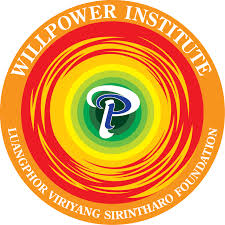 WILLPOWER INSTITUTE
LUANGPHOR VIRIYANG SIRINTHARO FOUNDATION